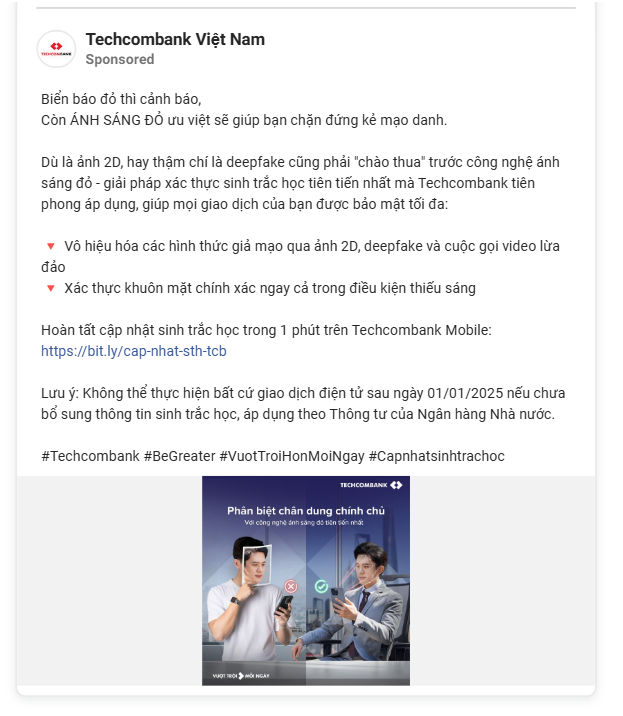 Techcombank Việt Nam
TECHCOMBANK
Sponsored
Biển báo đỏ thì cảnh báo,
Còn ÁNH SÁNG ĐỎ ưu việt sẽ giúp bạn chặn đứng kẻ mạo danh.
Dù là ảnh 2D, hay thậm chí là deepfake cũng phải "chào thua" trước công nghệ ánh
sáng đỏ - giải pháp xác thực sinh trắc học tiên tiến nhất mà Techcombank tiên
phong áp dụng, giúp mọi giao dịch của bạn được bảo mật tối đa:
🔻 Vô hiệu hóa các hình thức giả mạo qua ảnh 2D, deepfake và cuộc gọi video lừa
đảo
🔻 Xác thực khuôn mặt chính xác ngay cả trong điều kiện thiếu sáng
Hoàn tất cập nhật sinh trắc học trong 1 phút trên Techcombank Mobile:
https://bit.ly/cap-nhat-sth-tcb
Lưu ý: Không thể thực hiện bất cứ giao dịch điện tử sau ngày 01/01/2025 nếu chưa
bổ sung thông tin sinh trắc học, áp dụng theo Thông tư của Ngân hàng Nhà nước.
#Techcombank #BeGreater #VuotTroiHonMoiNgay #Capnhatsinhtrachoc
TECHCOMBANK
Phân biệt chân dung chính chủ
Với công nghệ ánh sáng đỏ tiên tiến nhất
VƯỢT TRỘI MỖI NGÀY